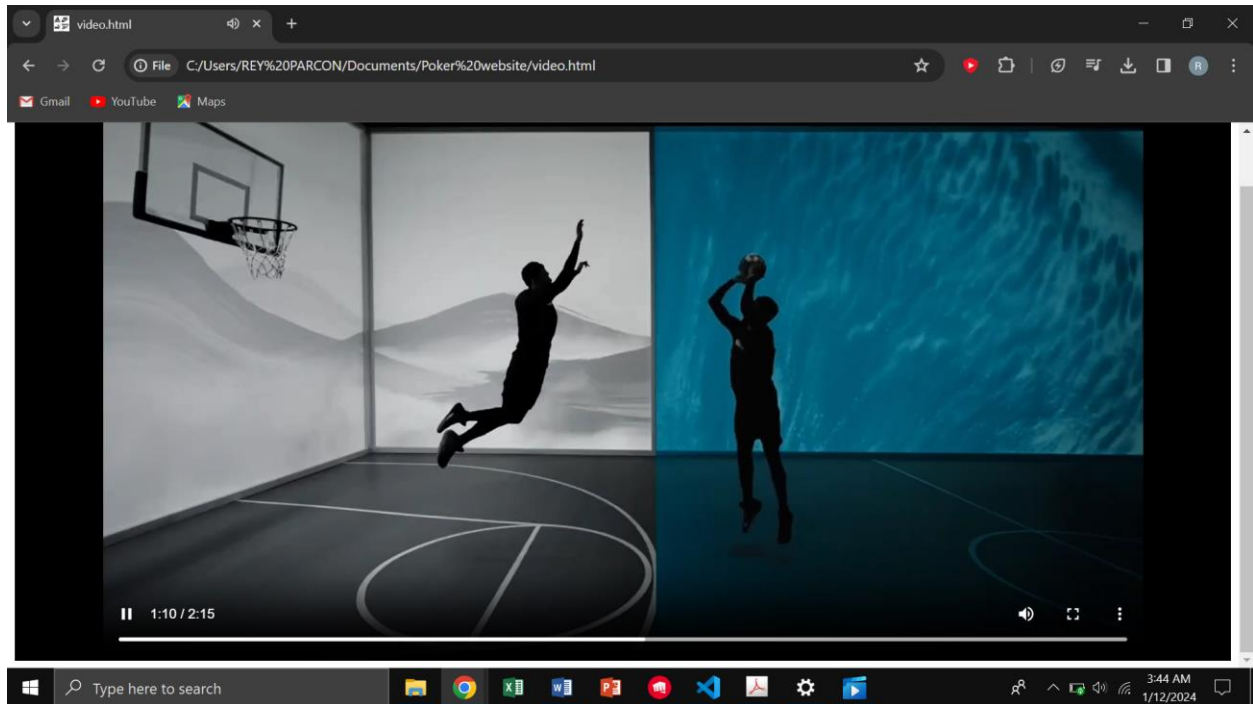 video.html
File C:/Users/REY%20PARCON/Documents/Poker%20website/video.html
R
Gmail YouTube Maps
1:10 / 2:15
Type here to search
3:44 AM
1/12/2024